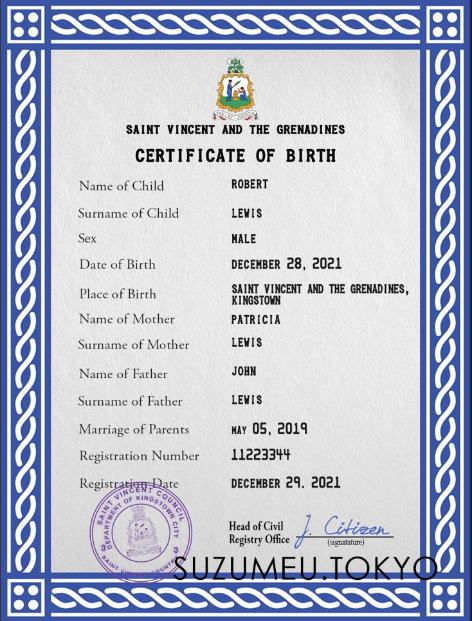 SAINT VINCENT AND THE GRENADINES
CERTIFICATE OF BIRTH
Name of Child ROBERT
Surname of Child LEWIS
Sex MALE
Date of Birth DECEMBER 28, 2021
Place of Birth SAINT VINCENT AND THE GRENADINES,
KINGSTOWN
Name of Mother PATRICIA
Surname of Mother LEWIS
Name of Father JOHN
Surname of Father LEWIS
Marriage of Parents MAY 05, 2019
Registration Number 11223344
Registration Date DECEMBER 29. 2021
SAINT VINCENT COUNCIL
DEPARTMENT OF KINGSTOWN CITY
3 3
SAINT VINCENT
Head of Civil
Registry Office J. Citizen
SUZUMEU.TOKYO